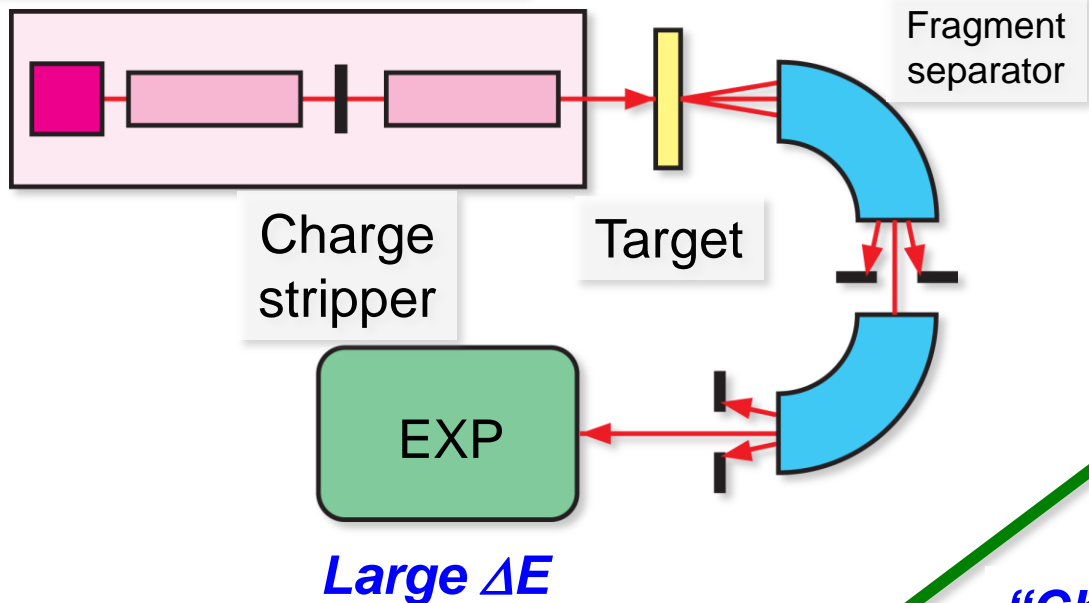 Fragment
separator
Charge
stripper
Target
EXP
Large ΔE